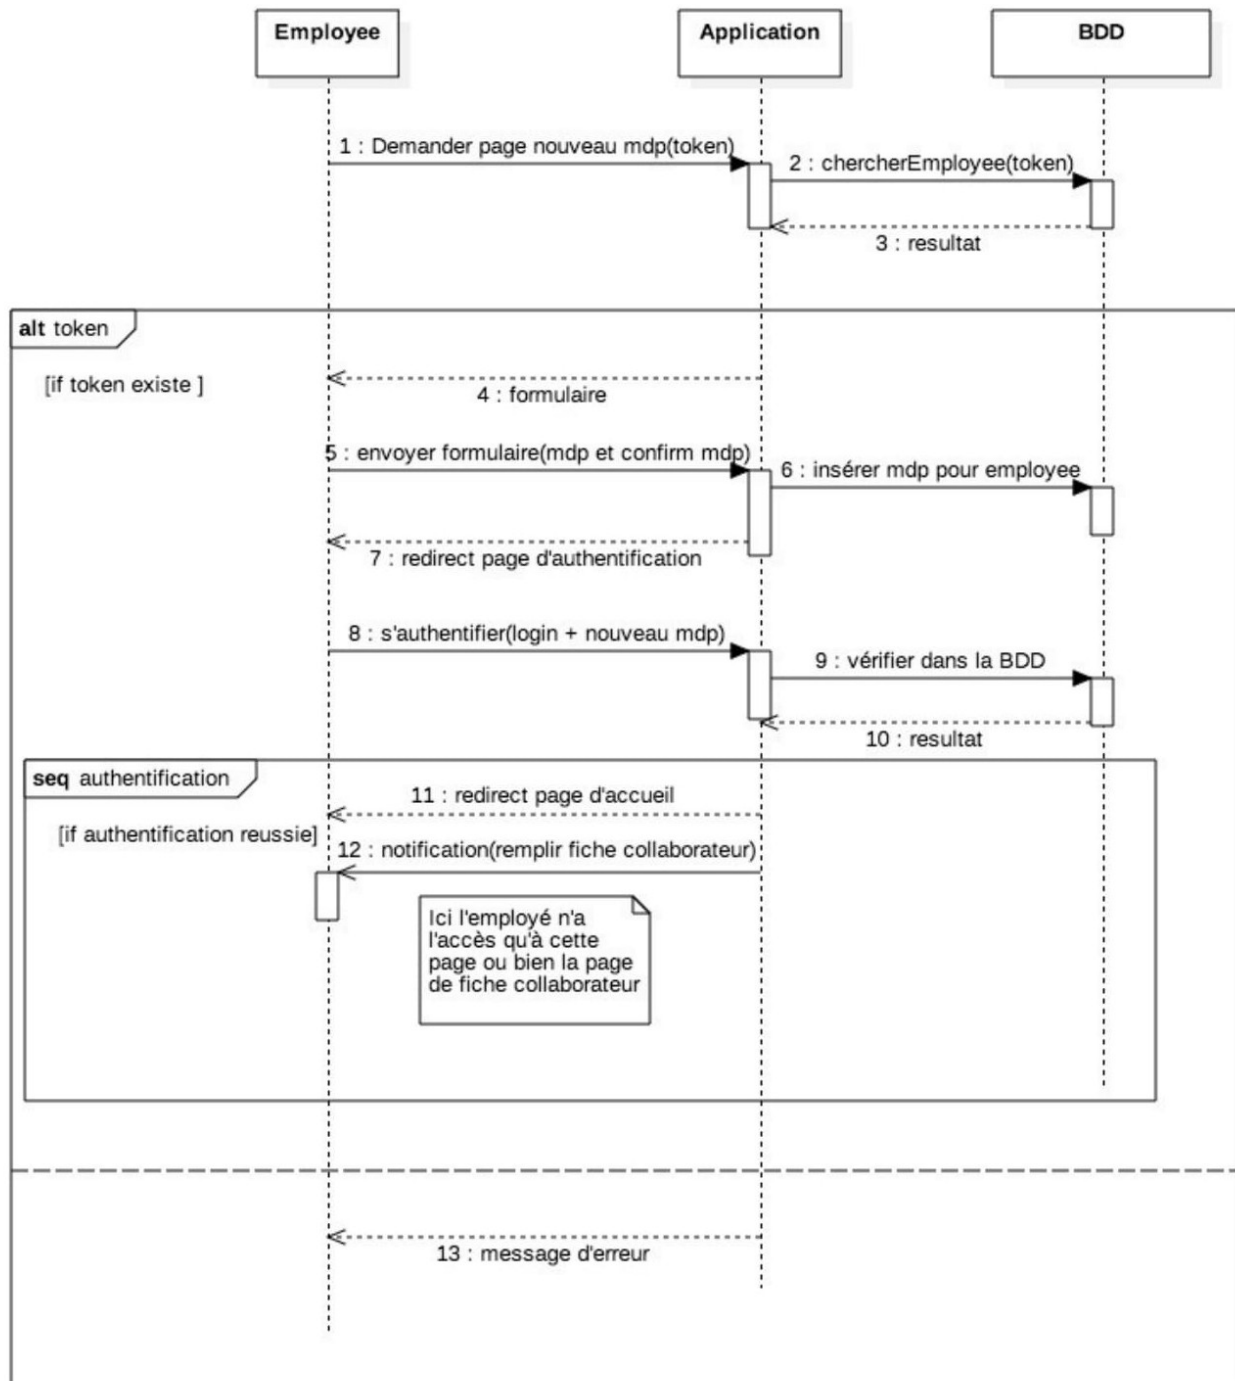 Employee
Application
BDD
1 : Demander page nouveau mdp(token)
2 : chercherEmployee(token)
3 : resultat
alt token
[if token existe ]
4 : formulaire
5 : envoyer formulaire(mdp et confirm mdp)
6 : insérer mdp pour employee
7 : redirect page d'authentification
8 : s'authentifier(login + nouveau mdp)
9 : vérifier dans la BDD
10 : resultat
seq authentification
11 : redirect page d'accueil
[if authentification reussie]
12 : notification(remplir fiche collaborateur)
Ici l'employé n'a
l'accès qu'à cette
page ou bien la page
de fiche collaborateur
13 : message d'erreur